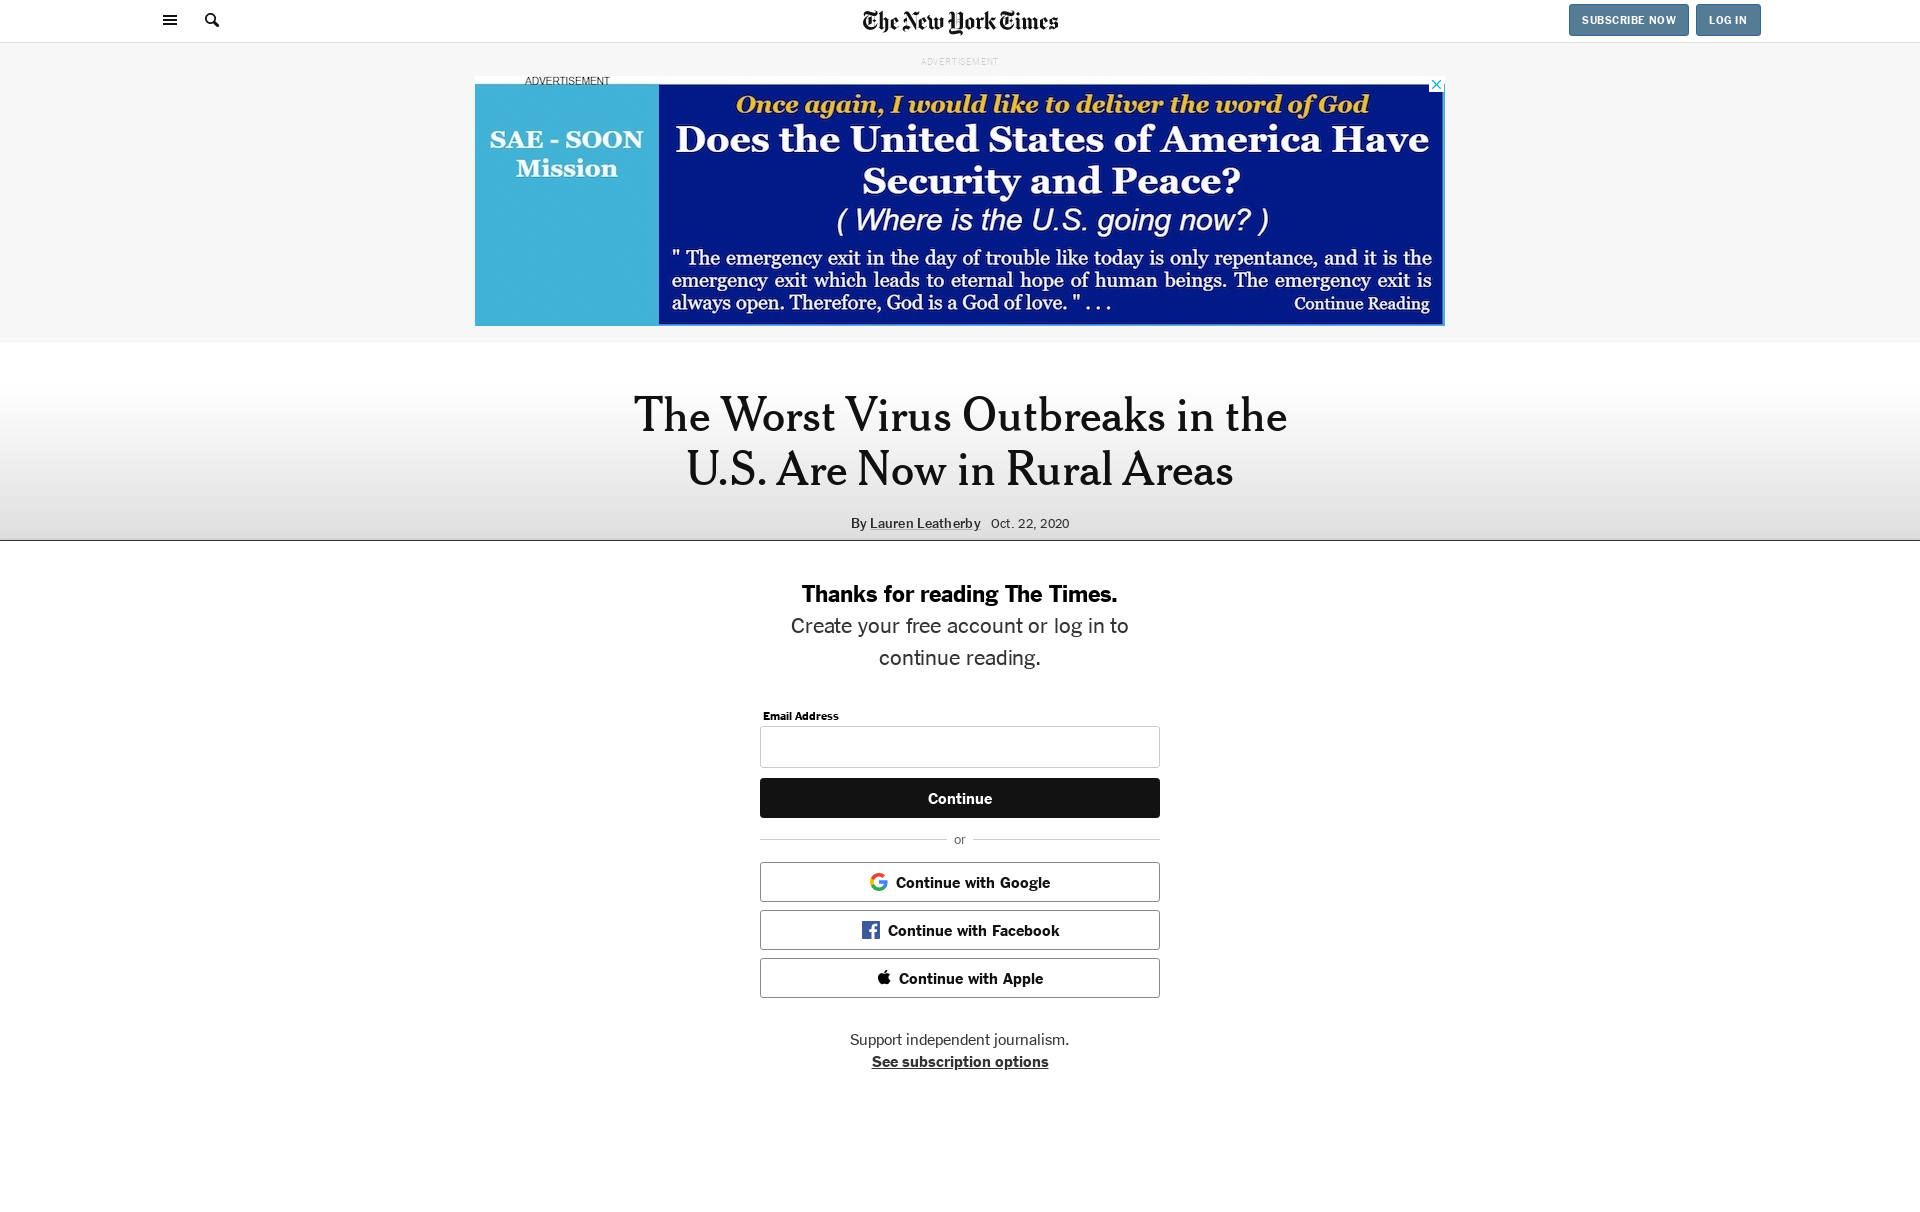 The New York Times
SUBSCRIBE NOW
LOG IN
ADVERTISEMENT
ADVERTISEMENT
SAE - SOON
Mission
Once again, I would like to deliver the word of God
Does the United States of America Have
Security and Peace?
( Where is the U.S. going now? )
" The emergency exit in the day of trouble like today is only repentance, and it is the
emergency exit which leads to eternal hope of human beings. The emergency exit is
always open. Therefore, God is a God of love. " . . .
Continue Reading
The Worst Virus Outbreaks in the
U.S. Are Now in Rural Areas
By Lauren Leatherby Oct. 22, 2020
Thanks for reading The Times.
Create your free account or log in to
continue reading.
Email Address
Continue
or
Continue with Google
Continue with Facebook
Continue with Apple
Support independent journalism.
See subscription options